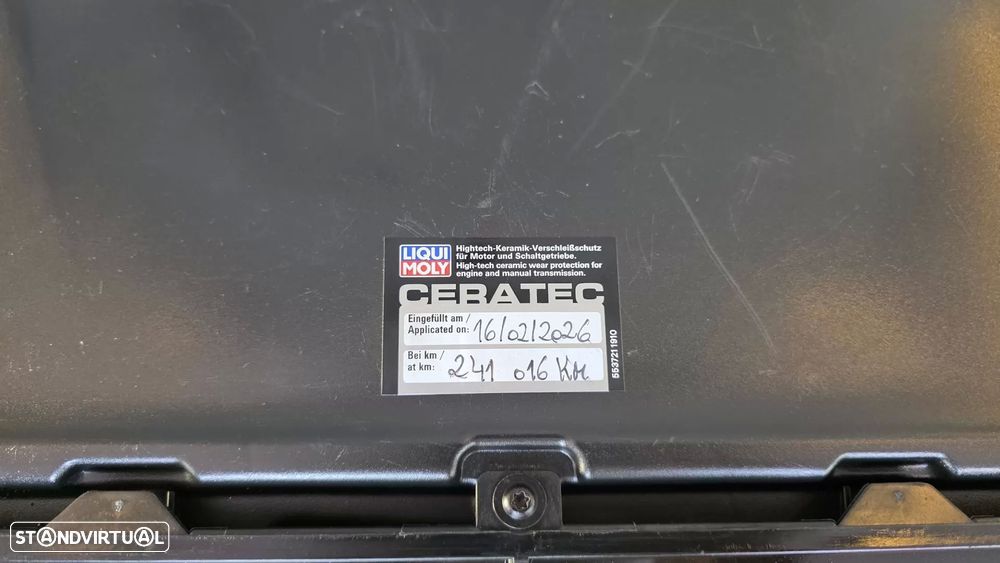 LIQUI
MOLY
Hightech-Keramik-Verschleißschutz
für Motor und Schaltgetriebe.
High-tech ceramic wear protection for
engine and manual transmission.
CERATEC
Eingefüllt am /
Applicated on: 16/02/2026
Bei km /
at km: 241 016 KM
5537211910
STANDVIRTUAL